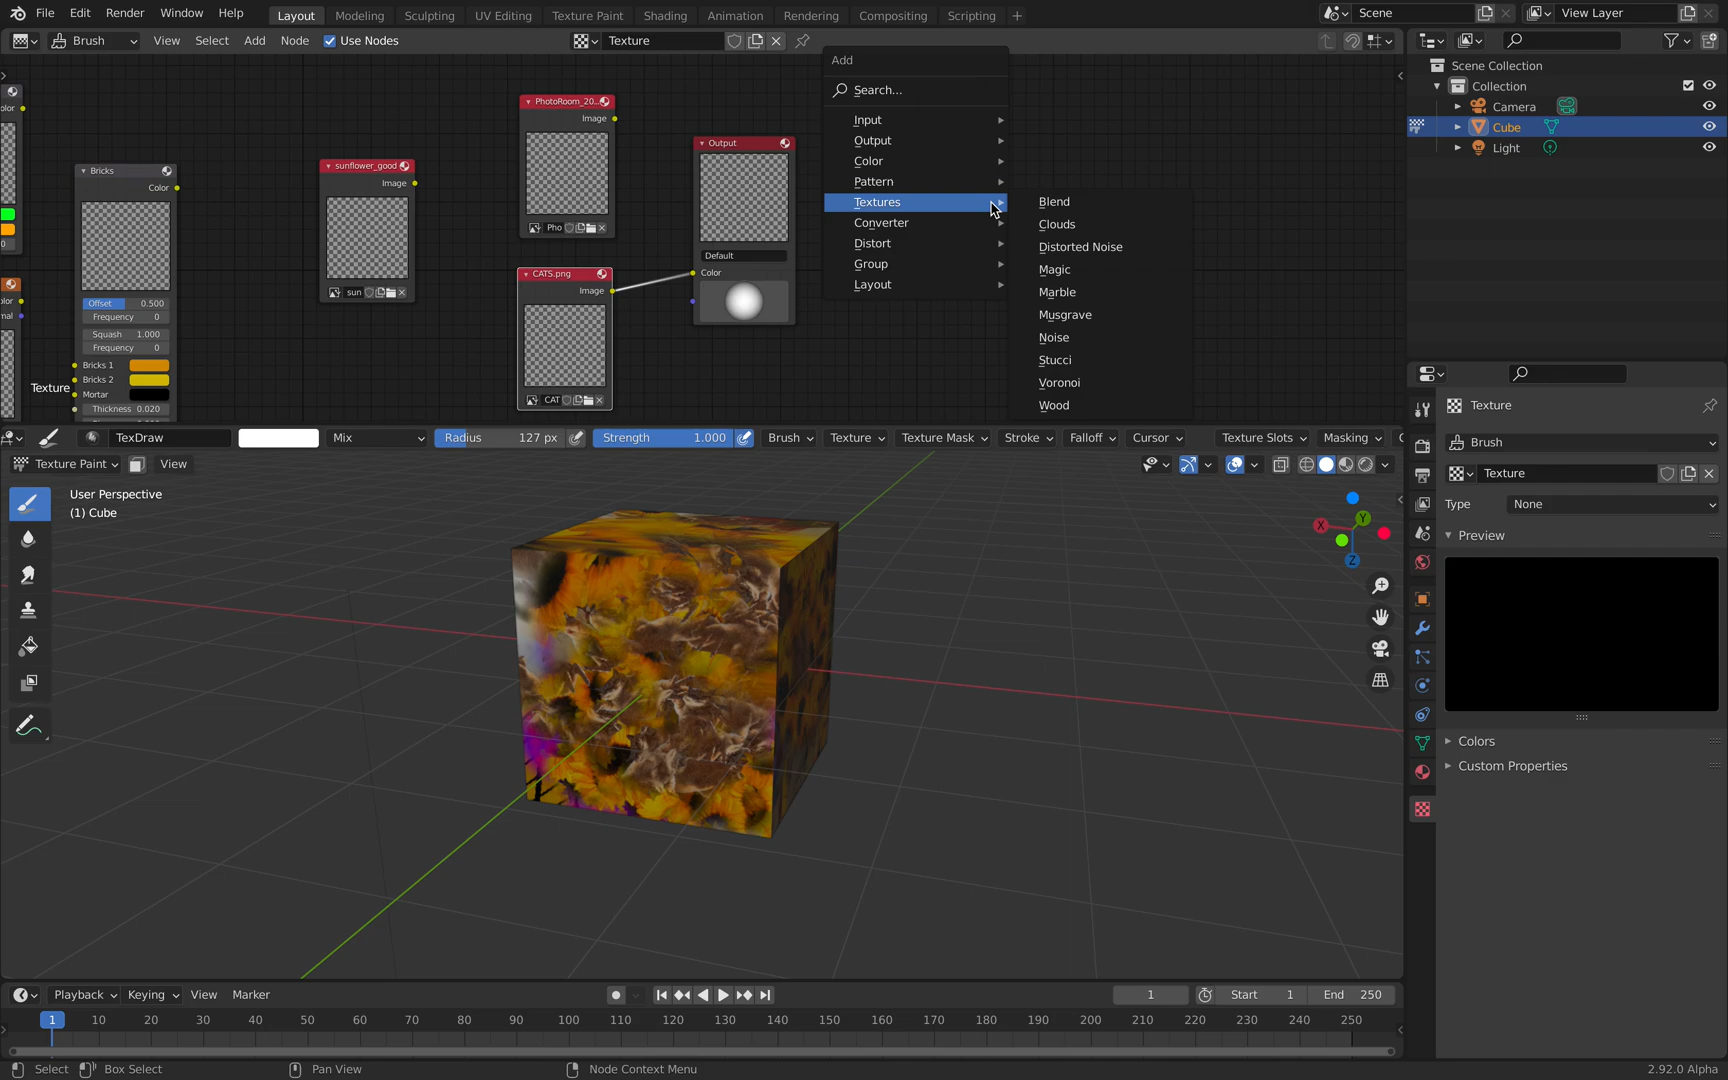 File Edit Render Window Help Layout Modeling Sculpting UV Editing Texture Paint Shading Animation Rendering Compositing Scripting + Scene View Layer
Brush View Select Add Node Use Nodes Texture
Scene Collection
Collection
Camera
Cube
Light
olor
0
olor
mal
Bricks
Color
Offset 0.500
Frequency 0
Squash 1.000
Frequency 0
Bricks 1
Bricks 2
Mortar
Thickness 0.020
Texture
sunflower_good
Image
sun
PhotoRoom_20...
Image
Pho
CATS.png
Image
CAT
Output
Default
Color
Add
Search...
Input
Output
Color
Pattern
Textures
Converter
Distort
Group
Layout
Blend
Clouds
Distorted Noise
Magic
Marble
Musgrave
Noise
Stucci
Voronoi
Wood
TexDraw Mix Radius 127 px Strength 1.000 Brush Texture Texture Mask Stroke Falloff Cursor Texture Slots Masking
Texture Paint View
User Perspective
(1) Cube
X Y Z
Texture
Brush
Texture
Type None
Preview
Colors
Custom Properties
Playback Keying View Marker 1 Start 1 End 250
1 10 20 30 40 50 60 70 80 90 100 110 120 130 140 150 160 170 180 190 200 210 220 230 240 250
Select Box Select Pan View Node Context Menu 2.92.0 Alpha